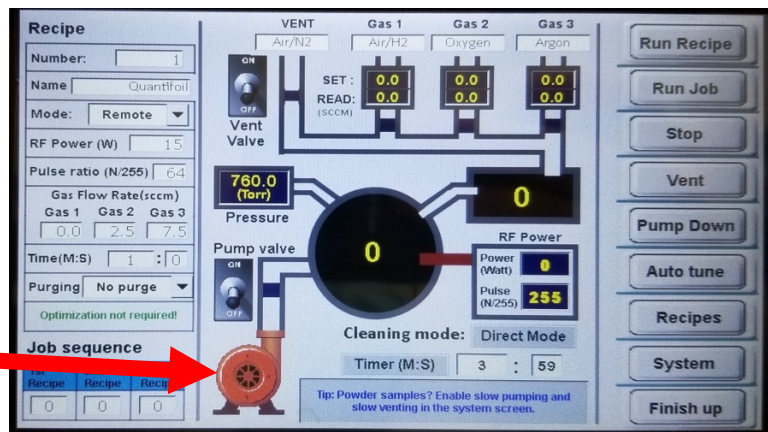 Recipe
Number: 1
Name Quantifoil
Mode: Remote
RF Power (W) 15
Pulse ratio (N/255) 64
Gas Flow Rate(sccm)
Gas 1 Gas 2 Gas 3
0.0 2.5 7.5
Time(M:S) 1 : 0
Purging No purge
Optimization not required!
Job sequence
Recipe Recipe Recipe
0 0 0
VENT Gas 1 Gas 2 Gas 3
Air/N2 Air/H2 Oxygen Argon
ON
OFF
Vent
Valve
SET : 0.0 0.0 0.0
READ: 0.0 0.0 0.0
(SCCM)
760.0
(Torr)
Pressure
0
0
Pump valve
ON
OFF
RF Power
Power
(Watt) 0
Pulse
(N/255) 255
Cleaning mode: Direct Mode
Timer (M:S) 3 : 59
Tip: Powder samples? Enable slow pumping and
slow venting in the system screen.
Run Recipe
Run Job
Stop
Vent
Pump Down
Auto tune
Recipes
System
Finish up